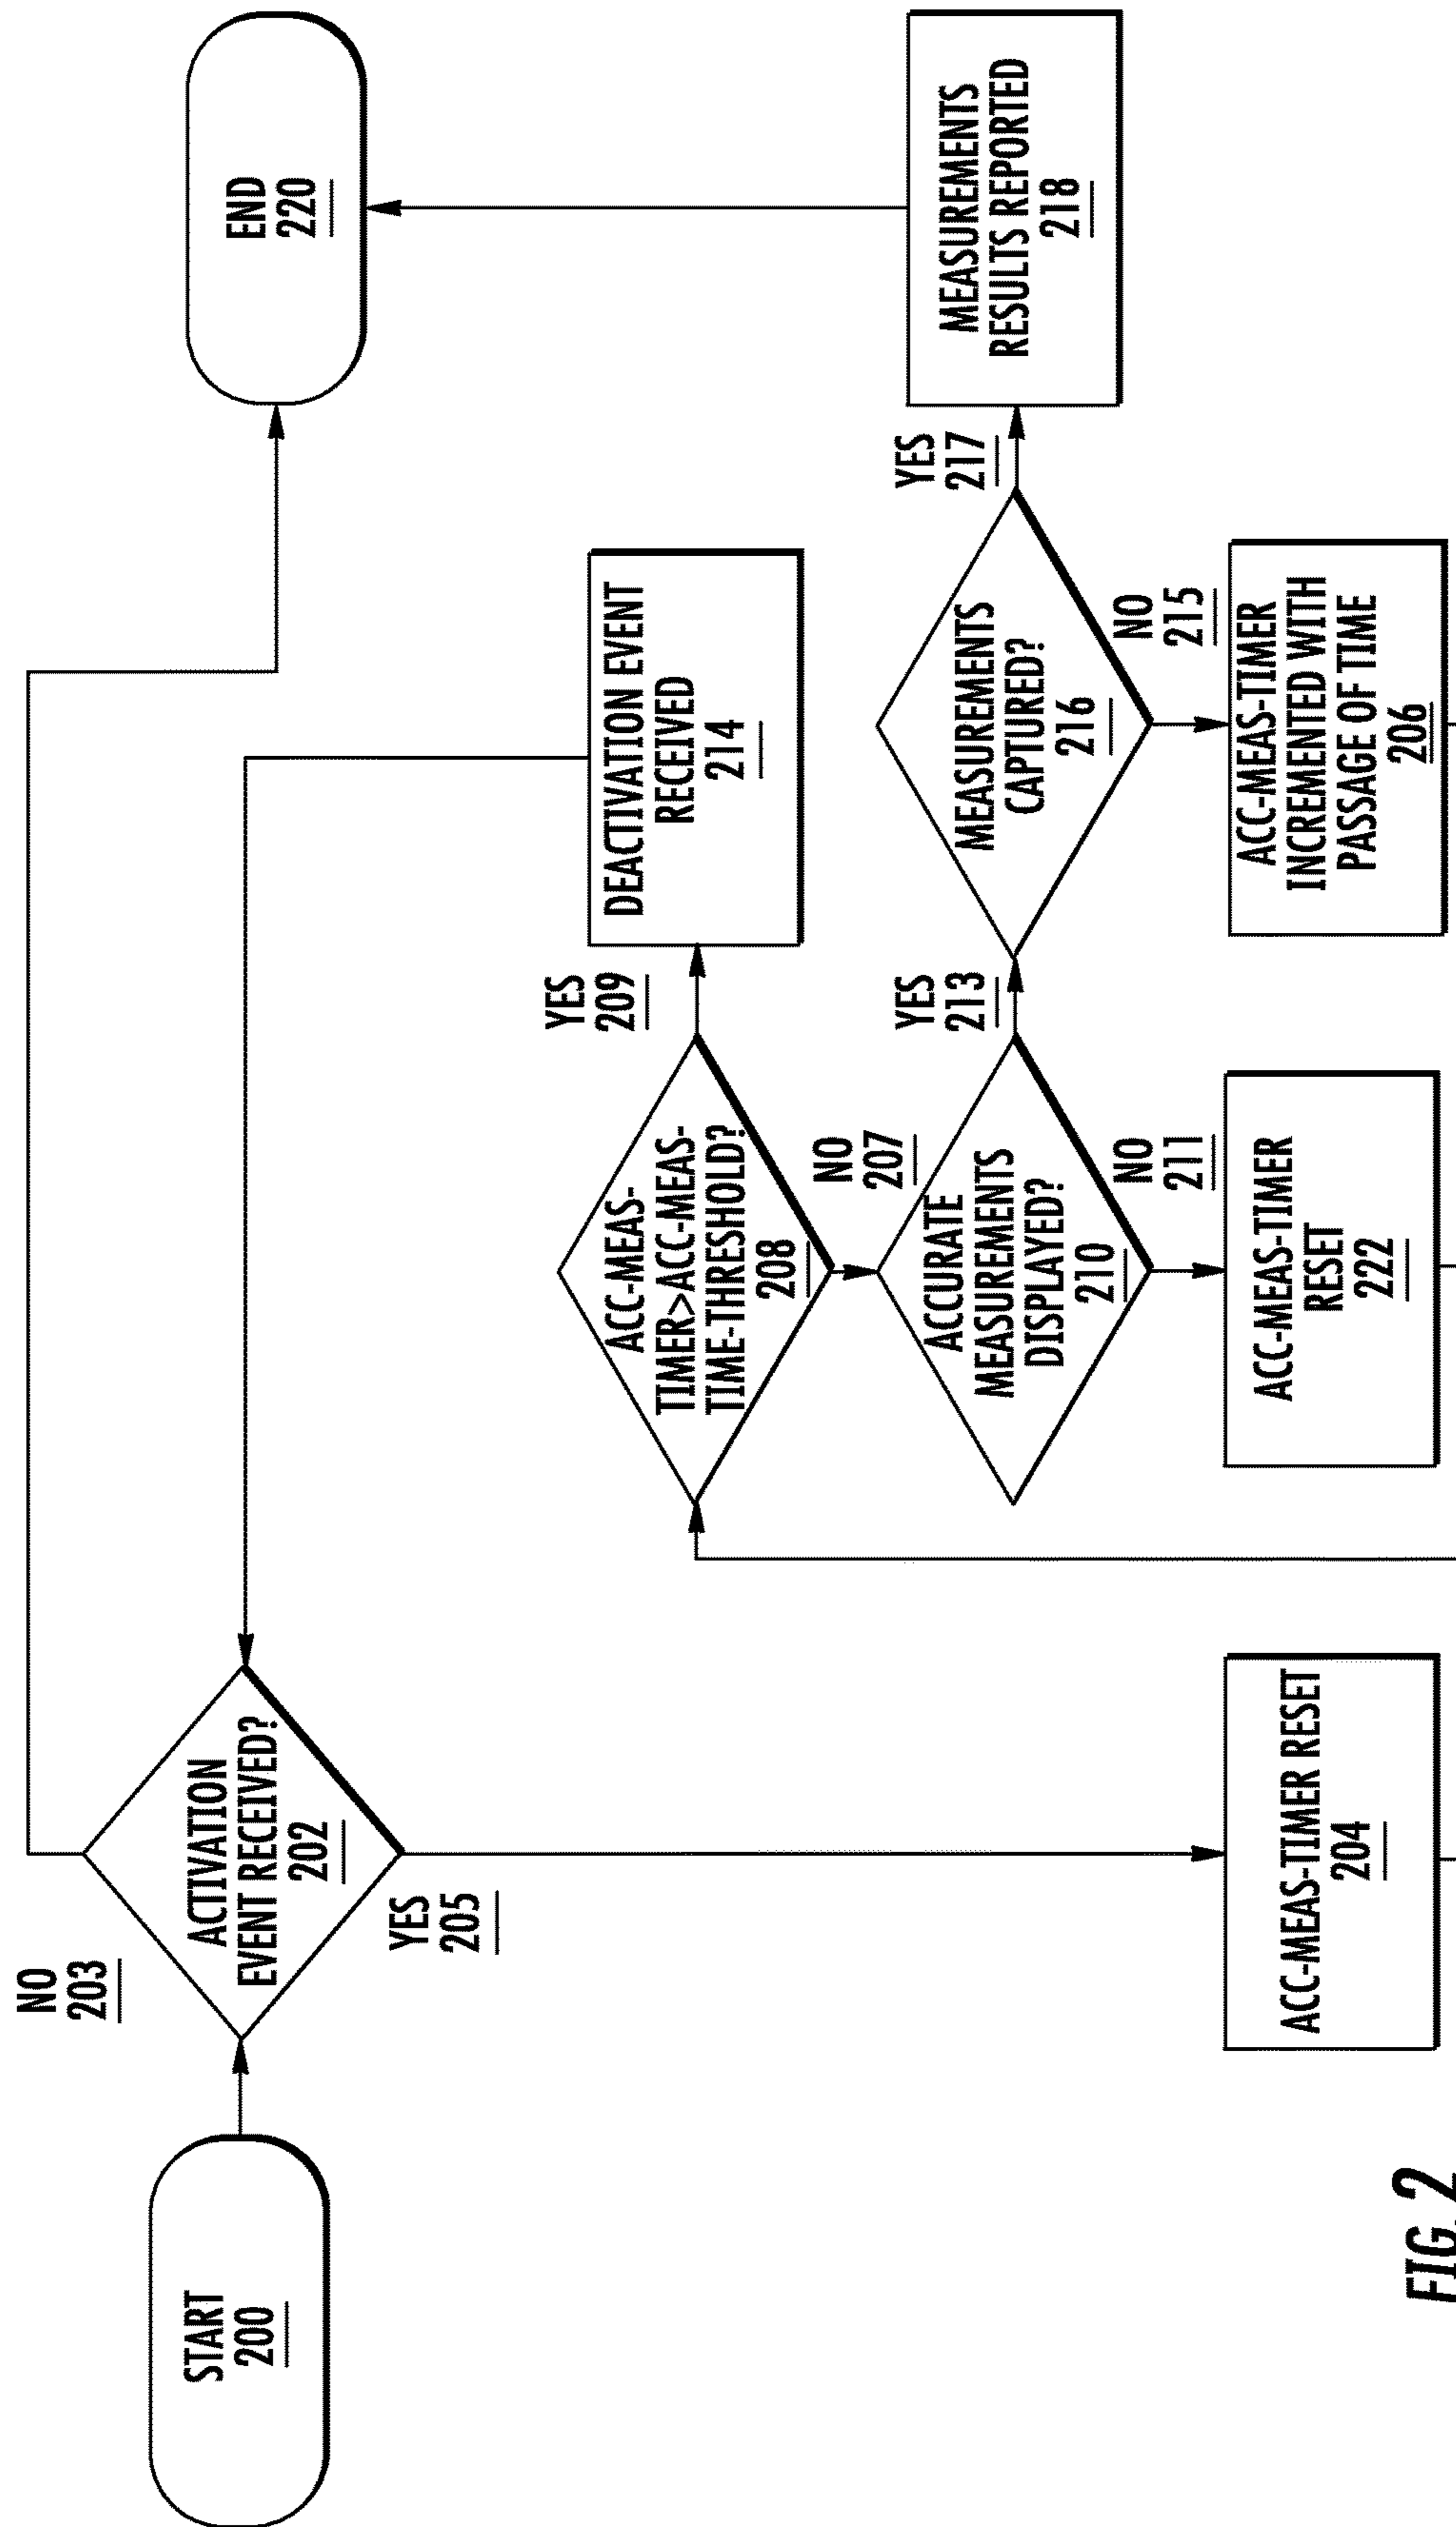 START
200
NO
203
ACTIVATION
EVENT RECEIVED?
202
YES
205
ACC-MEAS-TIMER RESET
204
ACC-MEAS-
TIMER>ACC-MEAS-
TIME-THRESHOLD?
208
YES
209
DEACTIVATION EVENT
RECEIVED
214
NO
207
ACCURATE
MEASUREMENTS
DISPLAYED?
210
YES
213
NO
211
ACC-MEAS-TIMER
RESET
222
MEASUREMENTS
CAPTURED?
216
YES
217
NO
215
ACC-MEAS-TIMER
INCREMENTED WITH
PASSAGE OF TIME
206
MEASUREMENTS
RESULTS REPORTED
218
END
220
FIG. 2